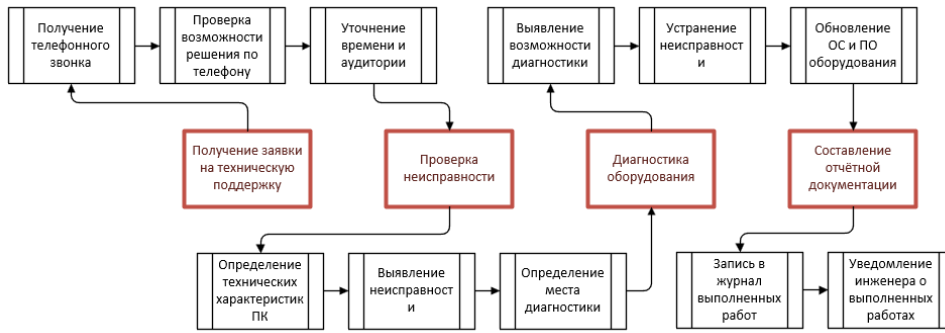 Получение
телефонного
звонка
Проверка
возможности
решения по
телефону
Уточнение
времени и
аудитории
Выявление
возможности
диагностики
Устранение
неисправност
и
Обновление
ОС и ПО
оборудования
Получение заявки
на техническую
поддержку
Проверка
неисправности
Диагностика
оборудования
Составление
отчётной
документации
Определение
технических
характеристик
ПК
Выявление
неисправност
и
Определение
места
диагностики
Запись в
журнал
выполненных
работ
Уведомление
инженера о
выполненных
работах